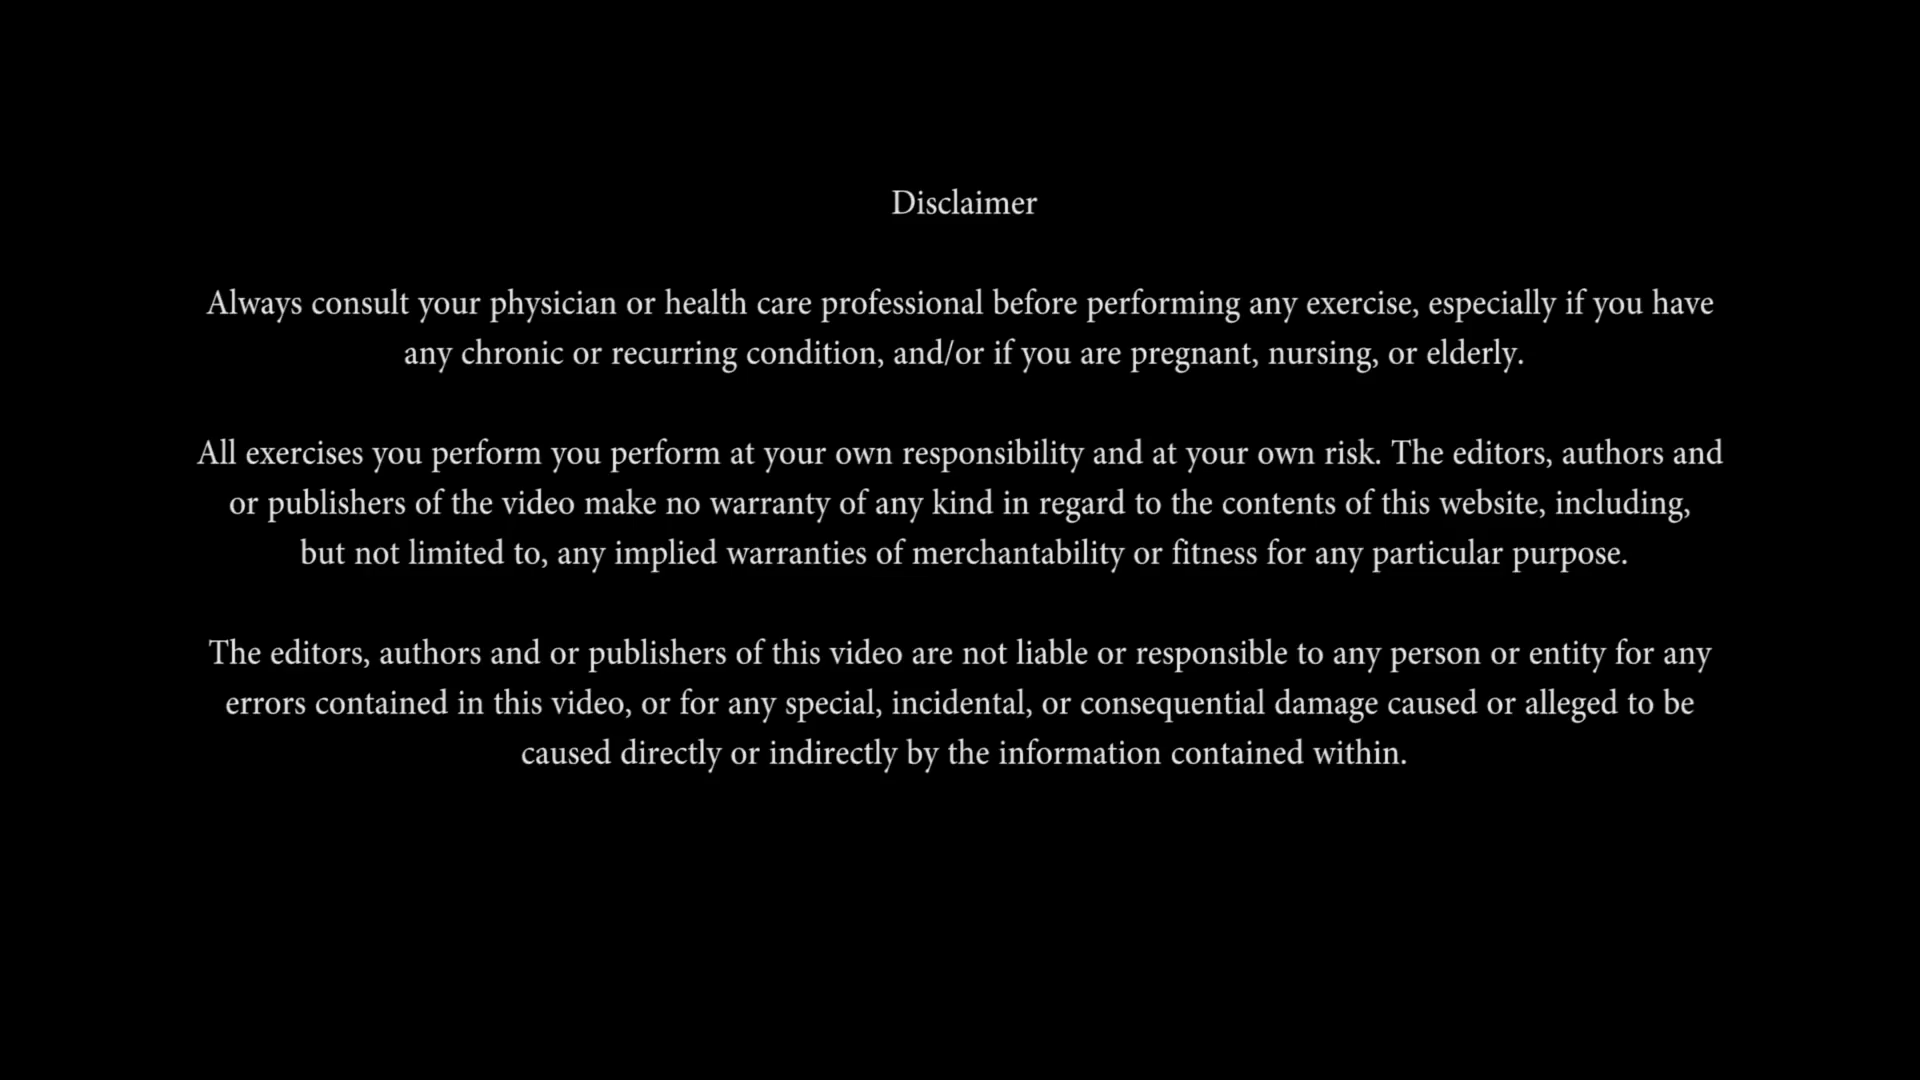 Disclaimer
Always consult your physician or health care professional before performing any exercise, especially if you have
any chronic or recurring condition, and/or if you are pregnant, nursing, or elderly.
All exercises you perform you perform at your own responsibility and at your own risk. The editors, authors and
or publishers of the video make no warranty of any kind in regard to the contents of this website, including,
but not limited to, any implied warranties of merchantability or fitness for any particular purpose.
The editors, authors and or publishers of this video are not liable or responsible to any person or entity for any
errors contained in this video, or for any special, incidental, or consequential damage caused or alleged to be
caused directly or indirectly by the information contained within.